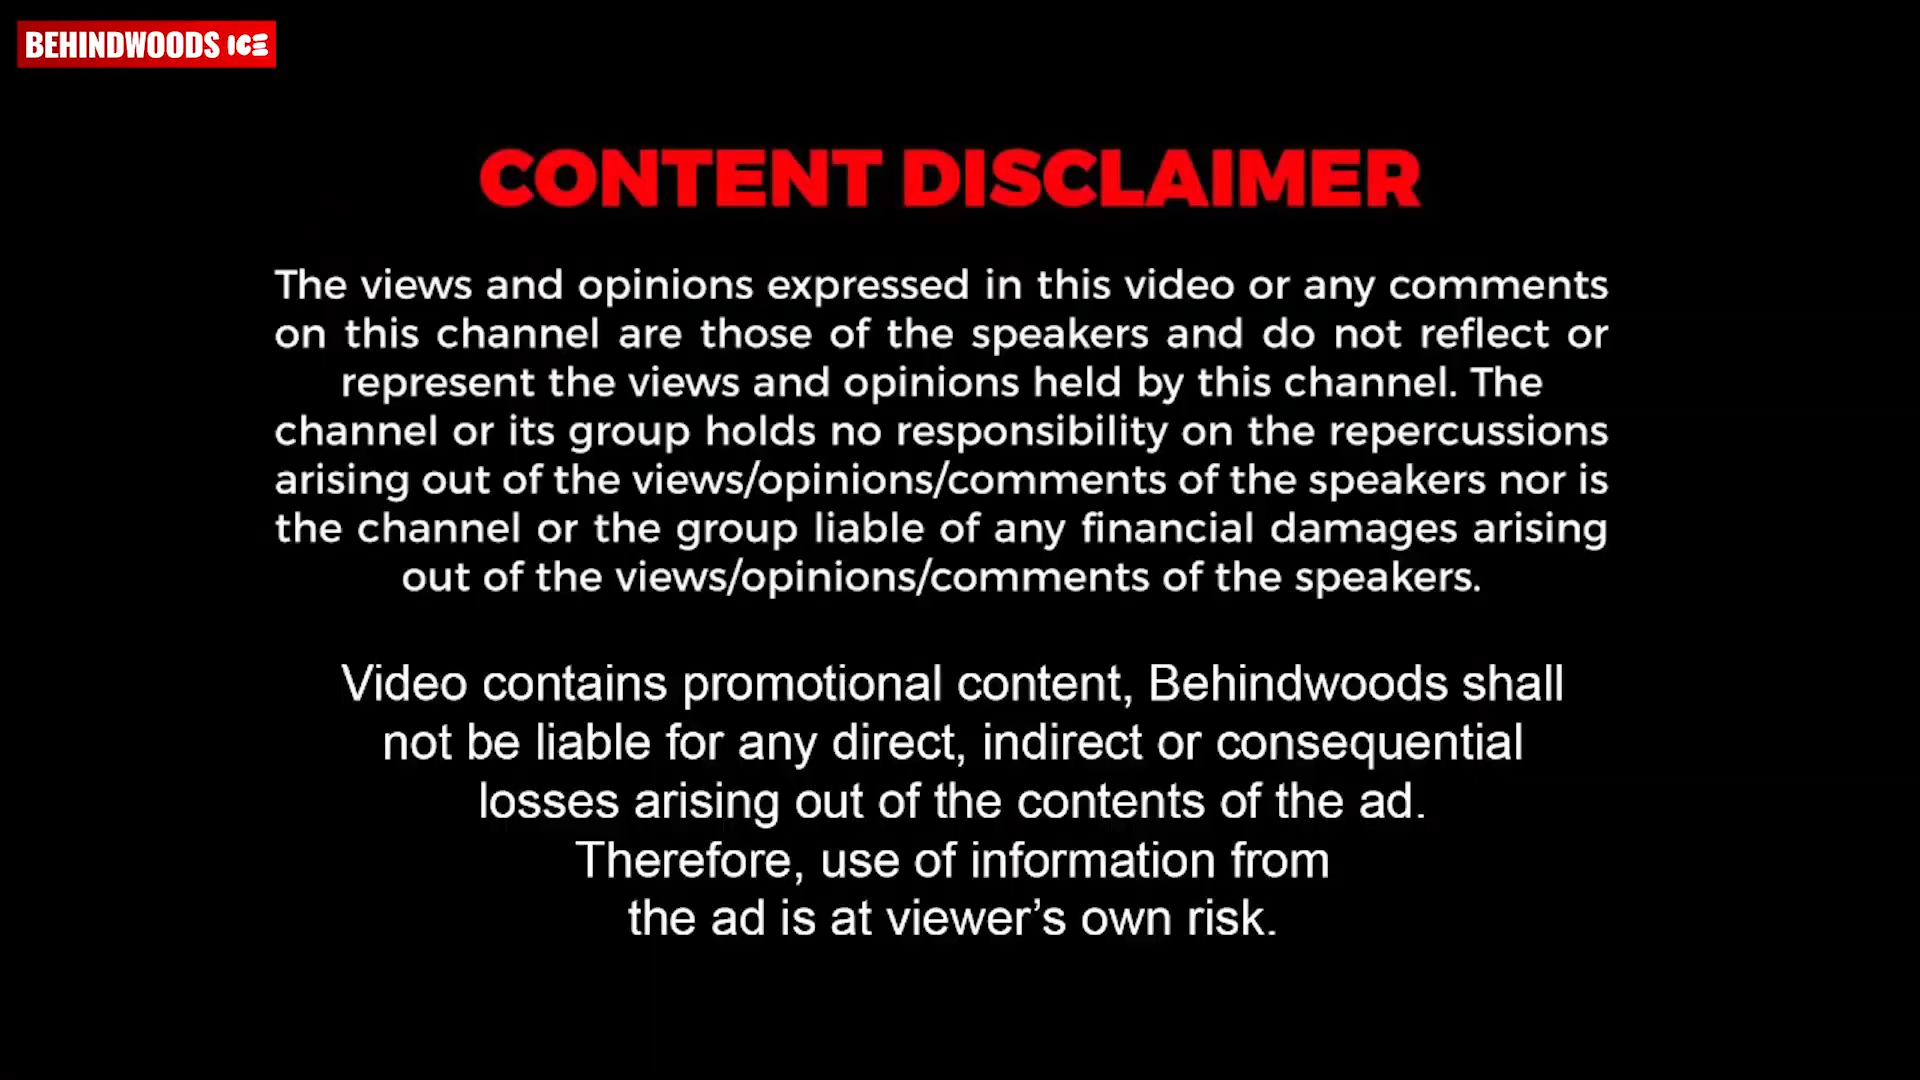 BEHINDWOODS ICE
CONTENT DISCLAIMER
The views and opinions expressed in this video or any comments
on this channel are those of the speakers and do not reflect or
represent the views and opinions held by this channel. The
channel or its group holds no responsibility on the repercussions
arising out of the views/opinions/comments of the speakers nor is
the channel or the group liable of any financial damages arising
out of the views/opinions/comments of the speakers.
Video contains promotional content, Behindwoods shall
not be liable for any direct, indirect or consequential
losses arising out of the contents of the ad.
Therefore, use of information from
the ad is at viewer’s own risk.